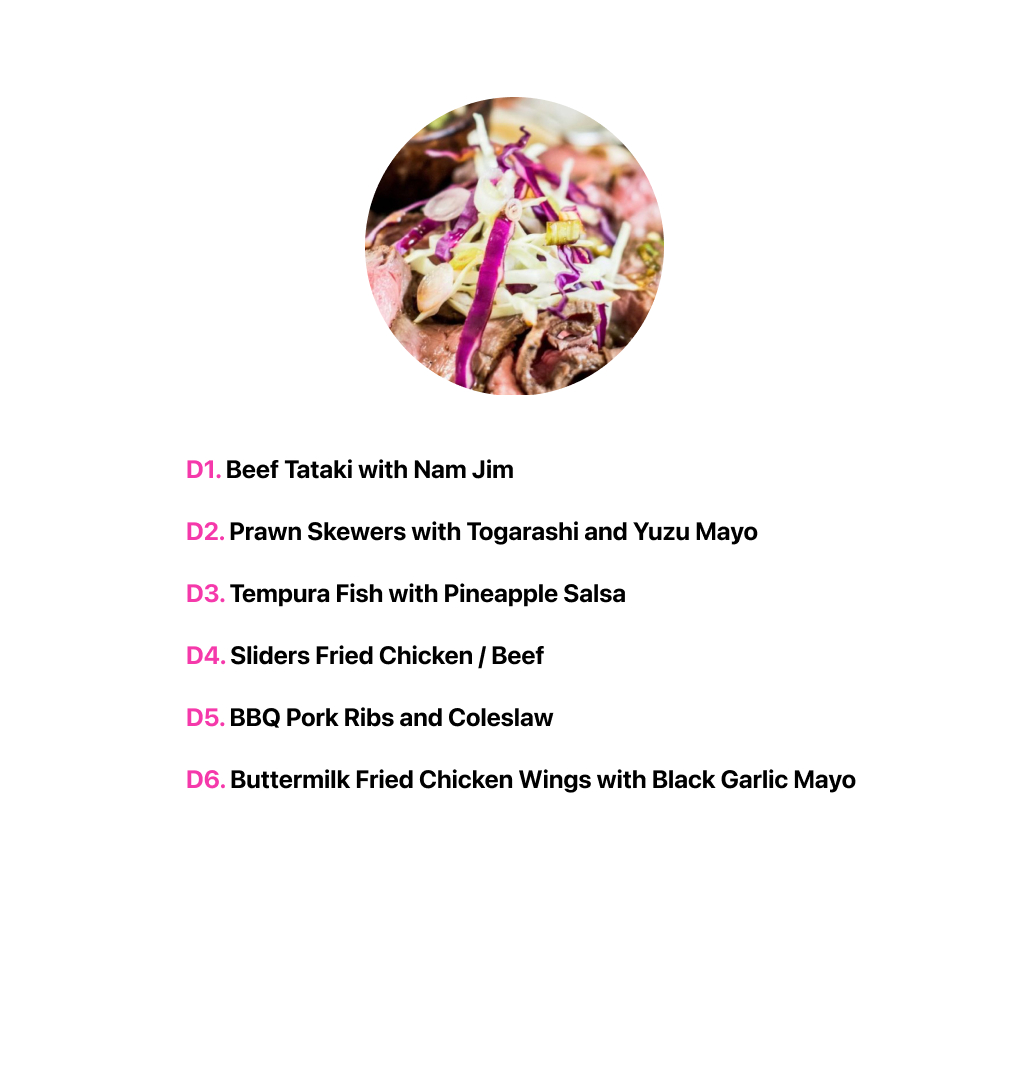 D1. Beef Tataki with Nam Jim
D2. Prawn Skewers with Togarashi and Yuzu Mayo
D3. Tempura Fish with Pineapple Salsa
D4. Sliders Fried Chicken / Beef
D5. BBQ Pork Ribs and Coleslaw
D6. Buttermilk Fried Chicken Wings with Black Garlic Mayo